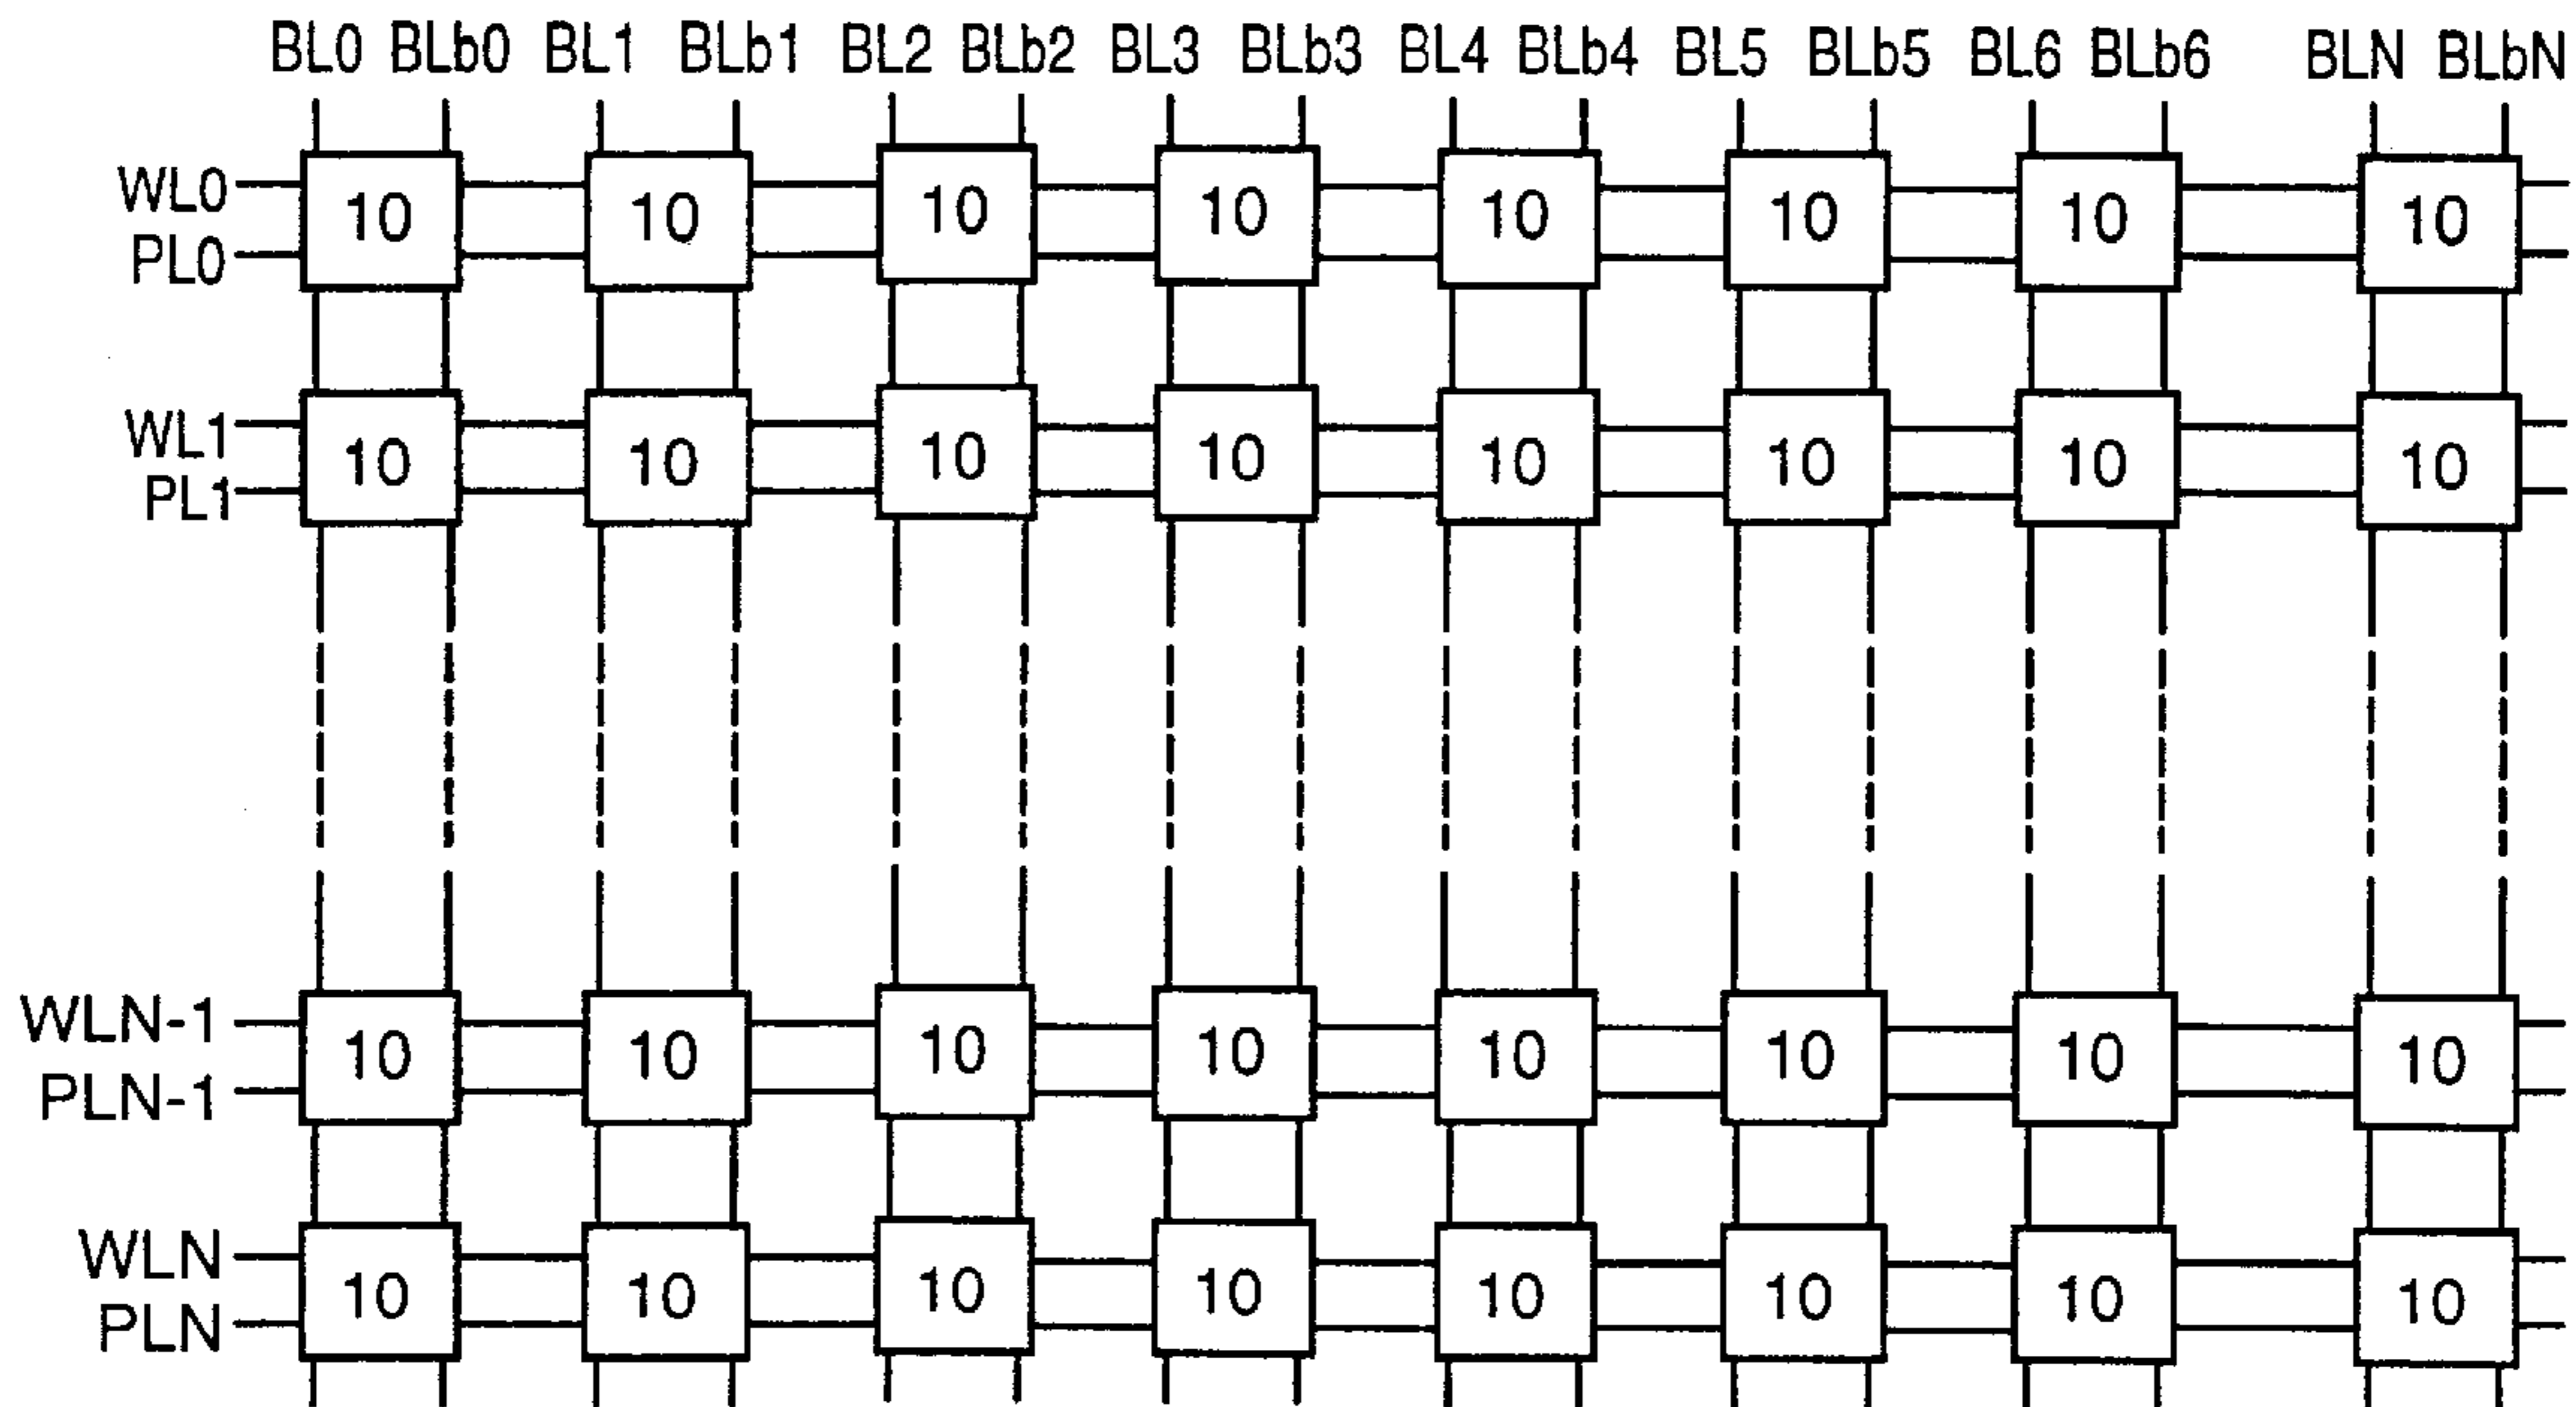 BL0 BLb0 BL1 BLb1 BL2 BLb2 BL3 BLb3 BL4 BLb4 BL5 BLb5 BL6 BLb6 BLN BLbN
WL0 10 10 10 10 10 10 10 10
PL0
WL1 10 10 10 10 10 10 10 10
PL1
WLN-1 10 10 10 10 10 10 10 10
PLN-1
WLN 10 10 10 10 10 10 10 10
PLN